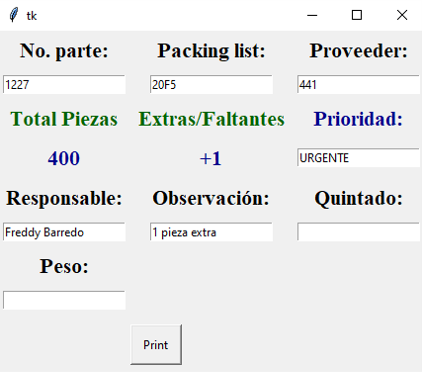 tk
No. parte: Packing list: Proveedor:
1227 20F5 441
Total Piezas Extras/Faltantes Prioridad:
400 +1 URGENTE
Responsable: Observación: Quintado:
Freddy Barredo 1 pieza extra
Peso:
Print